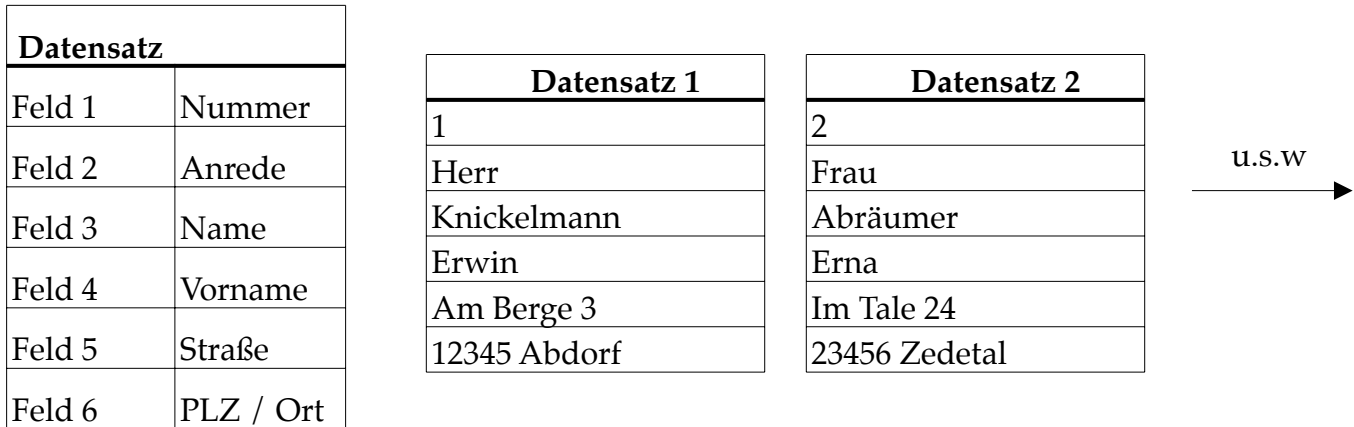 Datensatz
Feld 1 Nummer
Feld 2 Anrede
Feld 3 Name
Feld 4 Vorname
Feld 5 Straße
Feld 6 PLZ / Ort
Datensatz 1
1
Herr
Knickelmann
Erwin
Am Berge 3
12345 Abdorf
Datensatz 2
2
Frau
Abräumer
Erna
Im Tale 24
23456 Zedetal
u.s.w